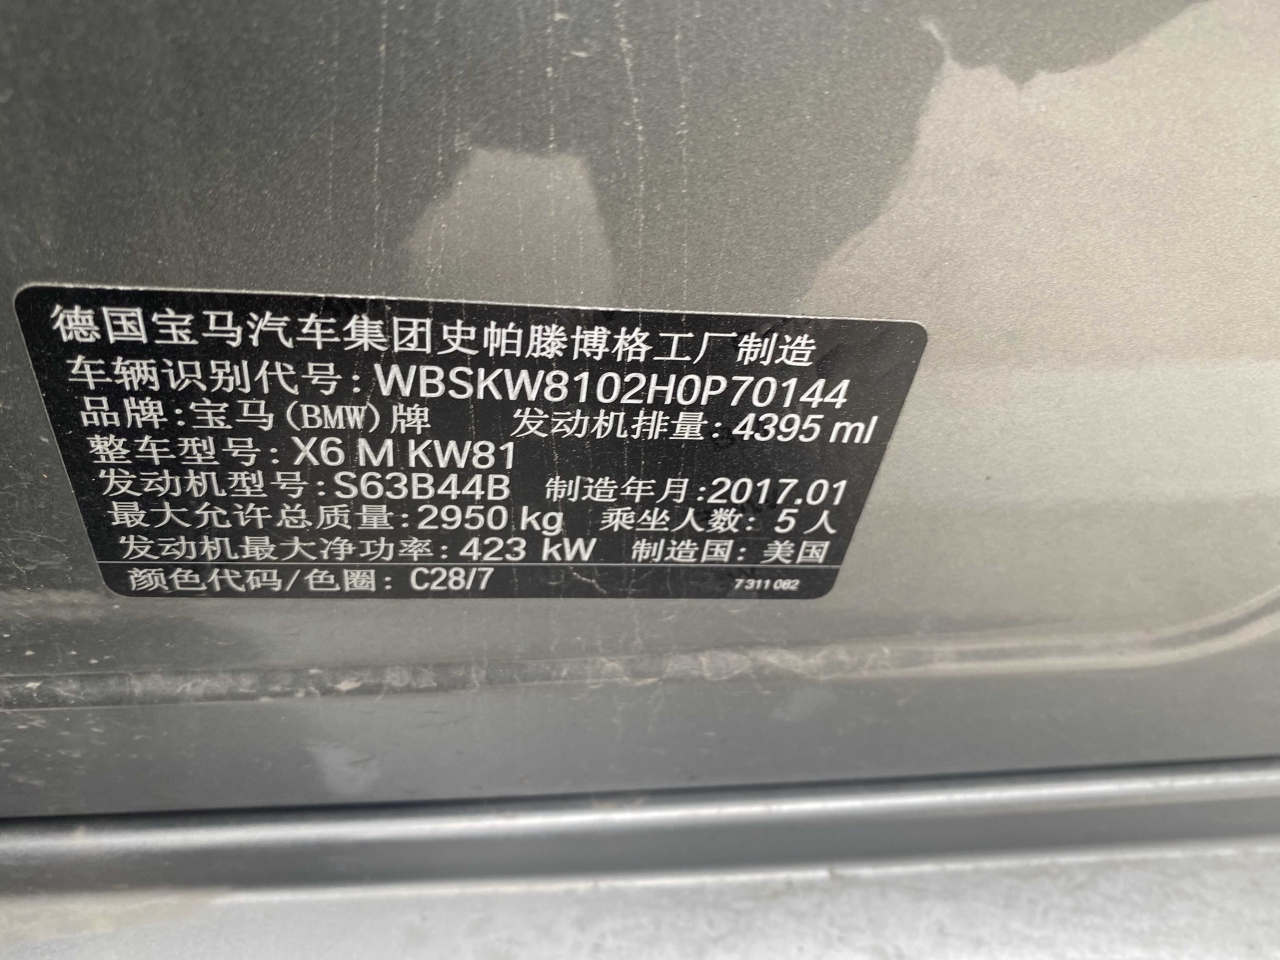 德国宝马汽车集团史帕滕博格工厂制造
车辆识别代号: WBSKW8102H0P70144
品牌: 宝马(BMW)牌 发动机排量: 4395 ml
整车型号: X6 M KW81
发动机型号: S63B44B 制造年月: 2017.01
最大允许总质量: 2950 kg 乘坐人数: 5人
发动机最大净功率: 423 kW 制造国: 美国
颜色代码/色圈: C28/7 7311082